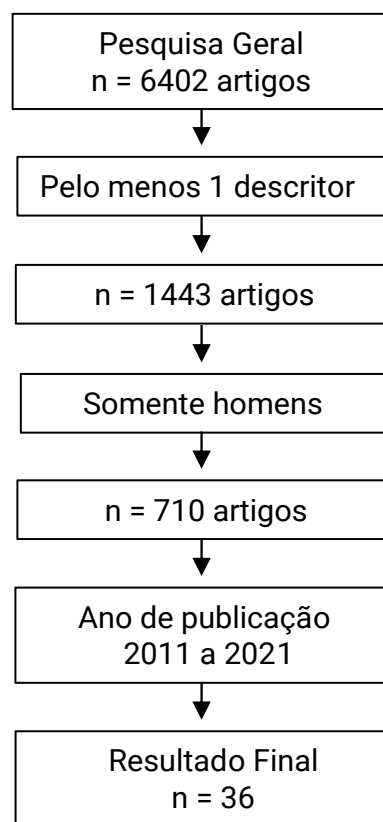 Pesquisa Geral
n = 6402 artigos
Pelo menos 1 descritor
n = 1443 artigos
Somente homens
n = 710 artigos
Ano de publicação
2011 a 2021
Resultado Final
n = 36